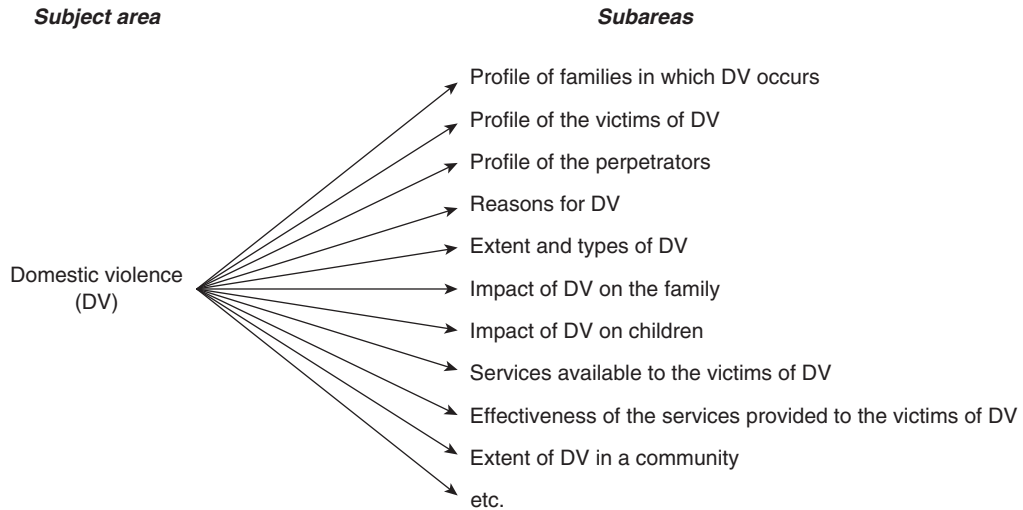 Subject area
Subareas
Profile of families in which DV occurs
Profile of the victims of DV
Profile of the perpetrators
Reasons for DV
Extent and types of DV
Domestic violence
(DV)
Impact of DV on the family
Impact of DV on children
Services available to the victims of DV
Effectiveness of the services provided to the victims of DV
Extent of DV in a community
etc.